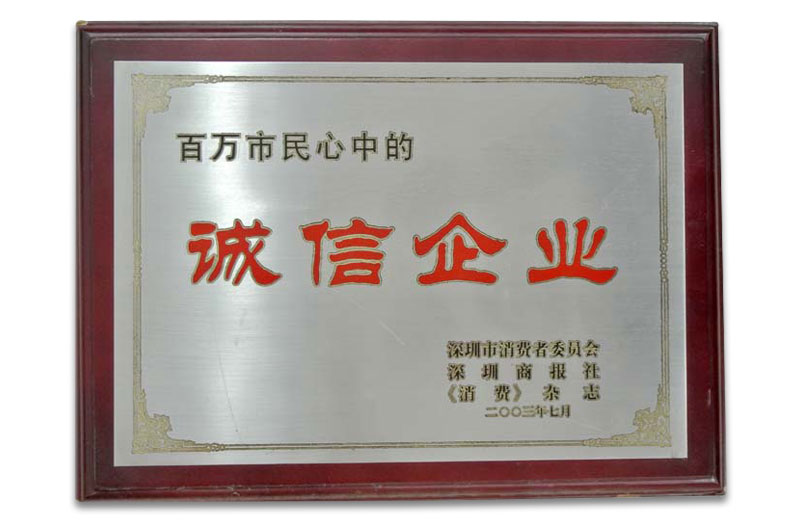 百万市民心中的
诚信企业
深圳市消费者委员会
深圳商报社
《消费》杂志
二〇〇三年七月